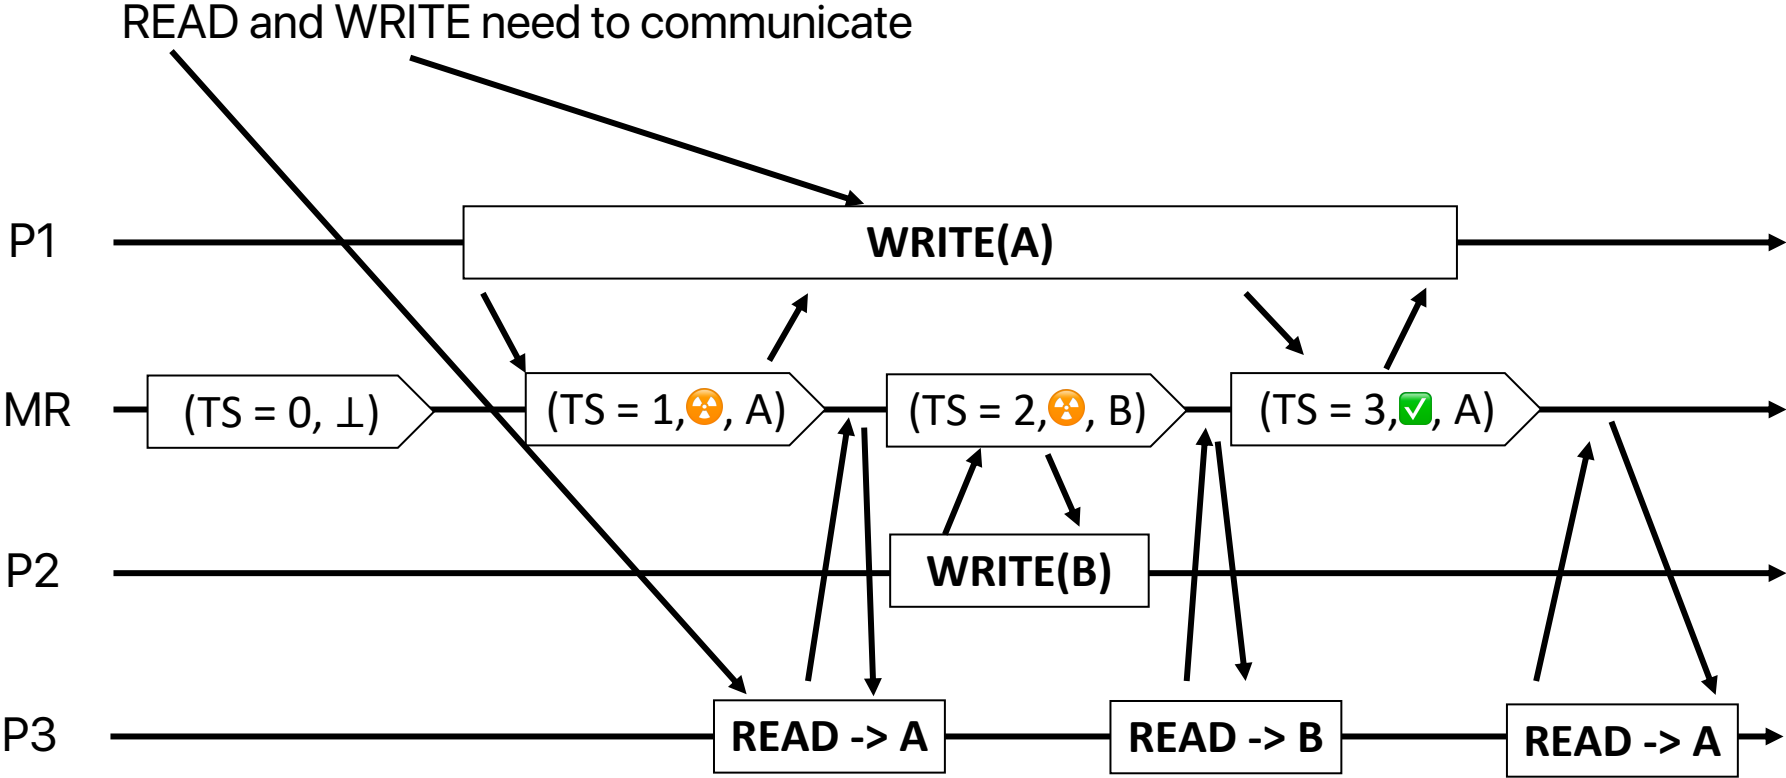 READ and WRITE need to communicate
P1
WRITE(A)
MR
(TS = 0, ⊥)
(TS = 1,☢️, A)
(TS = 2,☢️, B)
(TS = 3,✅, A)
P2
WRITE(B)
P3
READ -> A
READ -> B
READ -> A